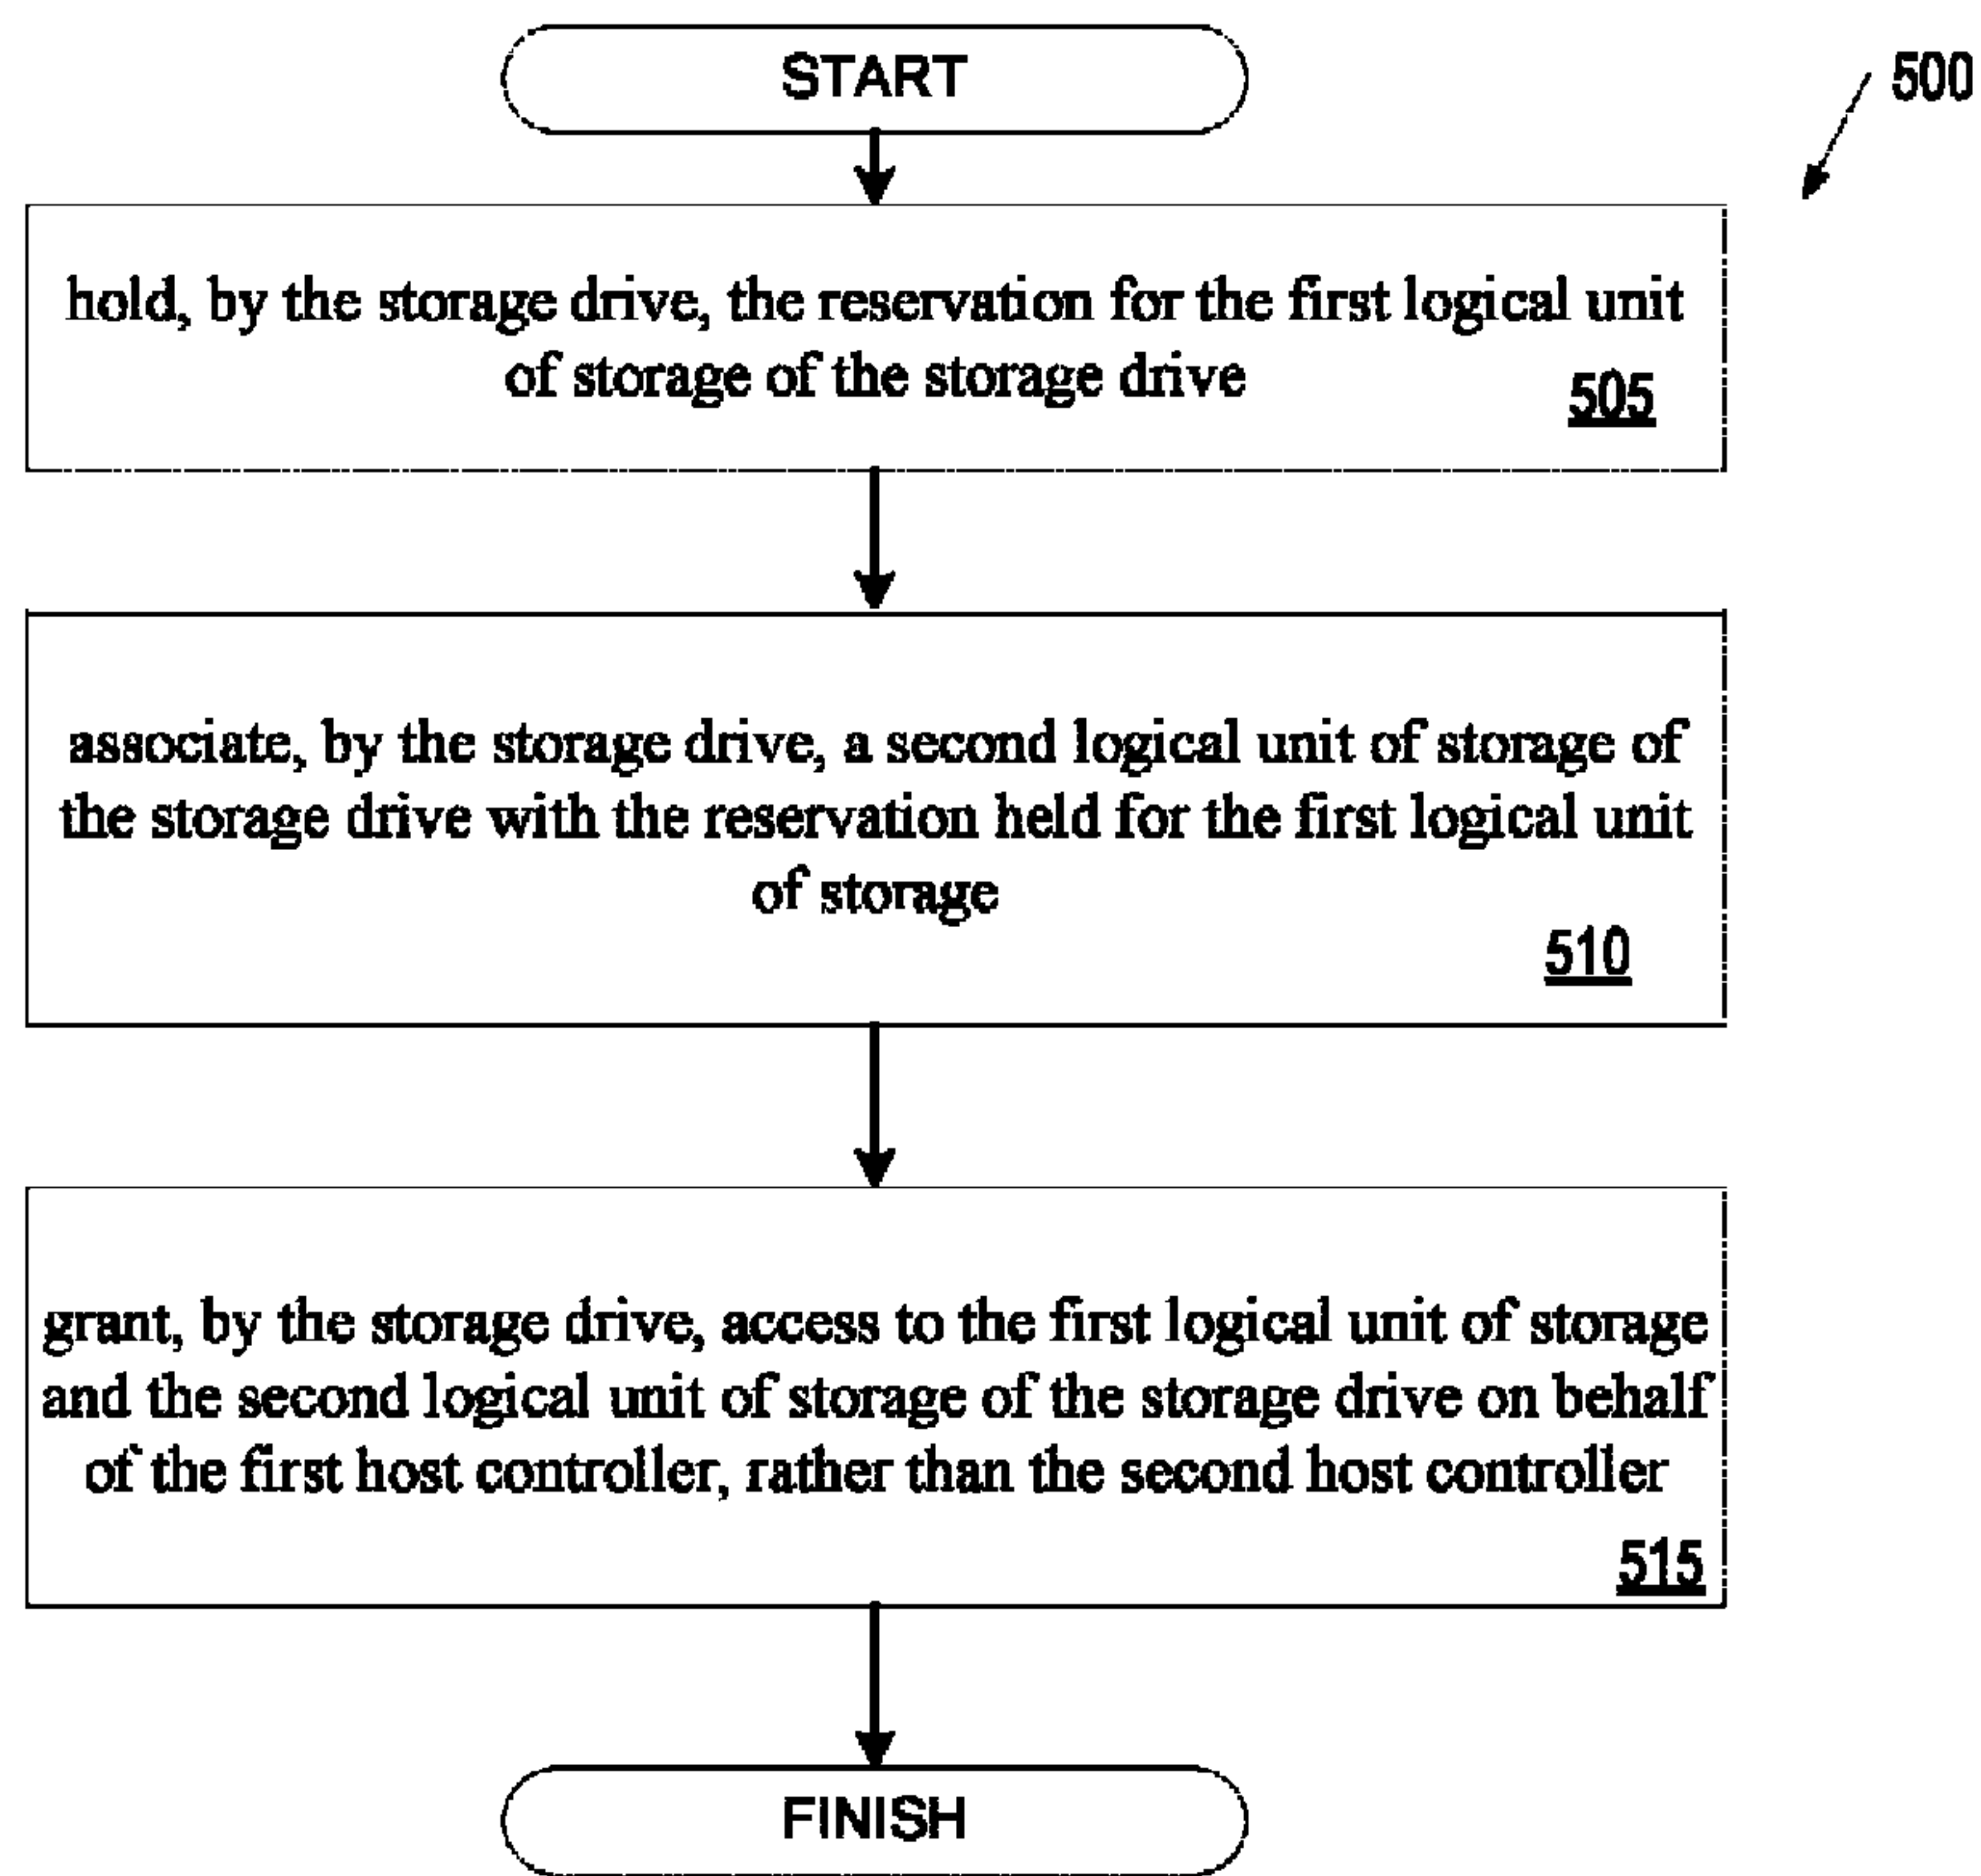 START
500
hold, by the storage drive, the reservation for the first logical unit
of storage of the storage drive
505
associate, by the storage drive, a second logical unit of storage of
the storage drive with the reservation held for the first logical unit
of storage
510
grant, by the storage drive, access to the first logical unit of storage
and the second logical unit of storage of the storage drive on behalf
of the first host controller, rather than the second host controller
515
FINISH